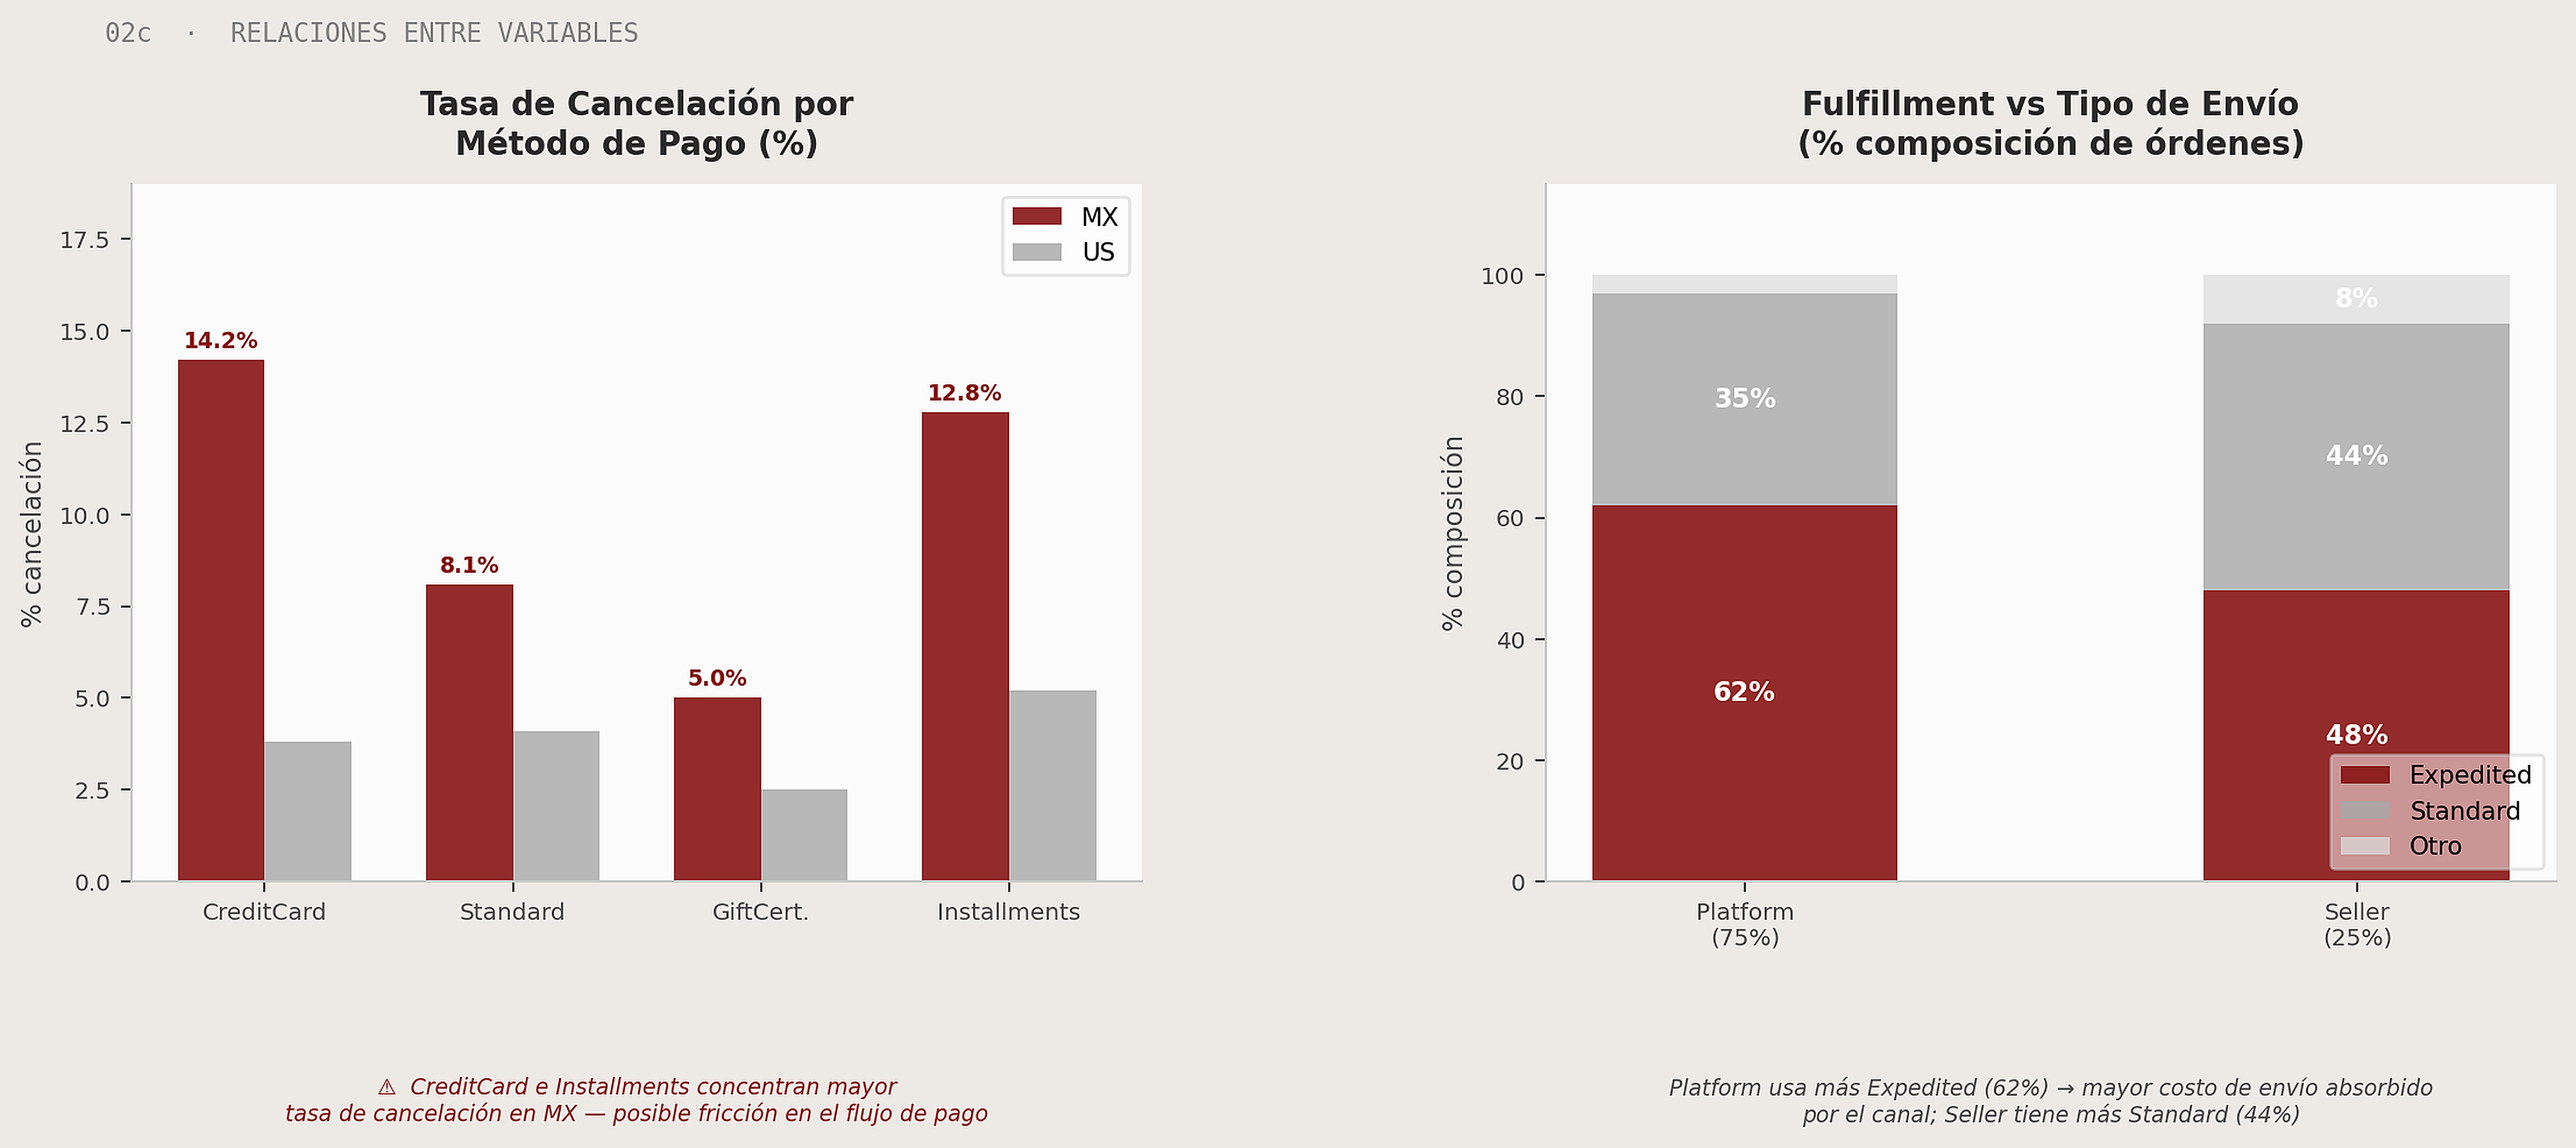 02c · RELACIONES ENTRE VARIABLES
Tasa de Cancelación por
Método de Pago (%)
% cancelación
17.5
15.0
12.5
10.0
7.5
5.0
2.5
0.0
MX
US
14.2%
8.1%
5.0%
12.8%
CreditCard
Standard
GiftCert.
Installments
⚠ CreditCard e Installments concentran mayor
tasa de cancelación en MX — posible fricción en el flujo de pago
Fulfillment vs Tipo de Envío
(% composición de órdenes)
% composición
100
80
60
40
20
0
35%
62%
8%
44%
48%
Expedited
Standard
Otro
Platform
(75%)
Seller
(25%)
Platform usa más Expedited (62%) → mayor costo de envío absorbido
por el canal; Seller tiene más Standard (44%)